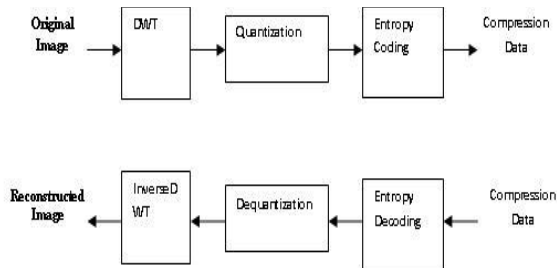 Original
Image
DWT
Quantization
Entropy
Coding
Compression
Data
Reconstructed
Image
InverseD
WT
Dequantization
Entropy
Decoding
Compression
Data